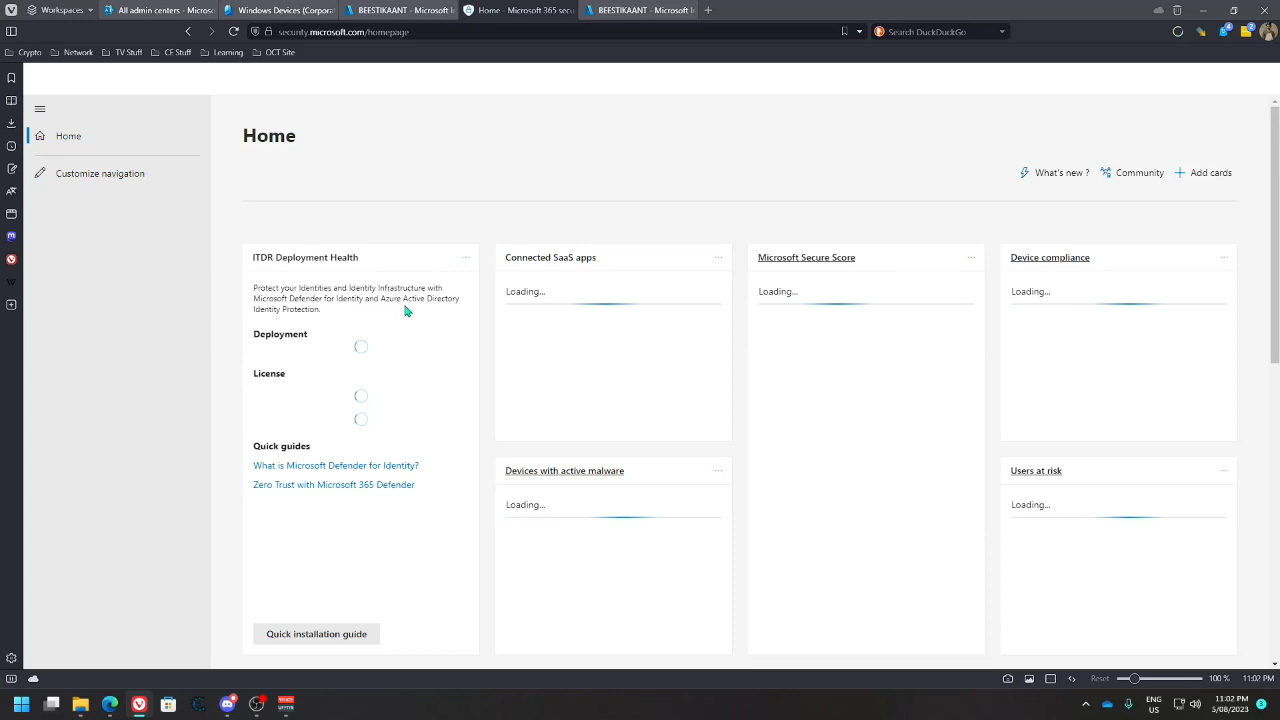 Workspaces
All admin centers - Microso
Windows Devices (Corporat
BEESTIKAANT - Microsoft I
Home - Microsoft 365 secu
BEESTIKAANT - Microsoft I
security.microsoft.com/homepage
Search DuckDuckGo
4
2
Crypto
Network
TV Stuff
CE Stuff
Learning
OCT Site
Home
Customize navigation
Home
What's new ?
Community
Add cards
ITDR Deployment Health
Protect your Identities and Identity Infrastructure with
Microsoft Defender for Identity and Azure Active Directory
Identity Protection.
Deployment
License
Quick guides
What is Microsoft Defender for Identity?
Zero Trust with Microsoft 365 Defender
Quick installation guide
Connected SaaS apps
Loading...
Microsoft Secure Score
Loading...
Device compliance
Loading...
Devices with active malware
Loading...
Users at risk
Loading...
Reset
100 %
11:02 PM
ENG
US
11:02 PM
5/08/2023
3